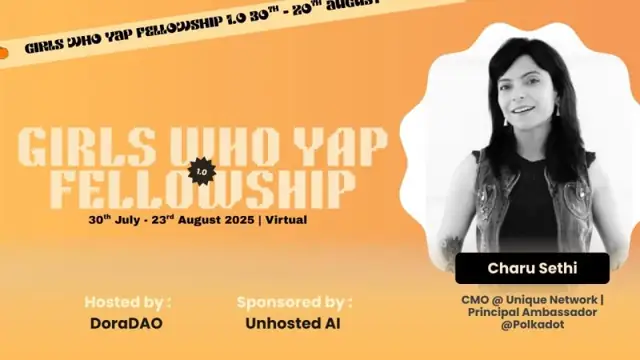 GIRLS WHO YAP FELLOWSHIP 1.0 30TH - 20TH AUGUST
GIRLS WHO YAP
1.0
FELLOWSHIP
30th July - 23rd August 2025 | Virtual
Charu Sethi
CMO @ Unique Network |
Principal Ambassador
@Polkadot
Hosted by :
DoraDAO
Sponsored by :
Unhosted AI